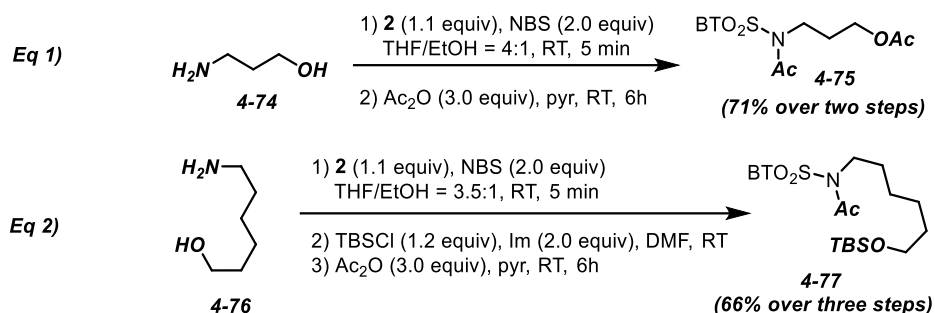 Eq 1)
H2N
OH
4-74
1) 2 (1.1 equiv), NBS (2.0 equiv)
THF/EtOH = 4:1, RT, 5 min
2) Ac2O (3.0 equiv), pyr, RT, 6h
BTO2S
N
Ac
OAc
4-75
(71% over two steps)
Eq 2)
H2N
HO
4-76
1) 2 (1.1 equiv), NBS (2.0 equiv)
THF/EtOH = 3.5:1, RT, 5 min
2) TBSCl (1.2 equiv), Im (2.0 equiv), DMF, RT
3) Ac2O (3.0 equiv), pyr, RT, 6h
BTO2S
N
Ac
TBSO
4-77
(66% over three steps)